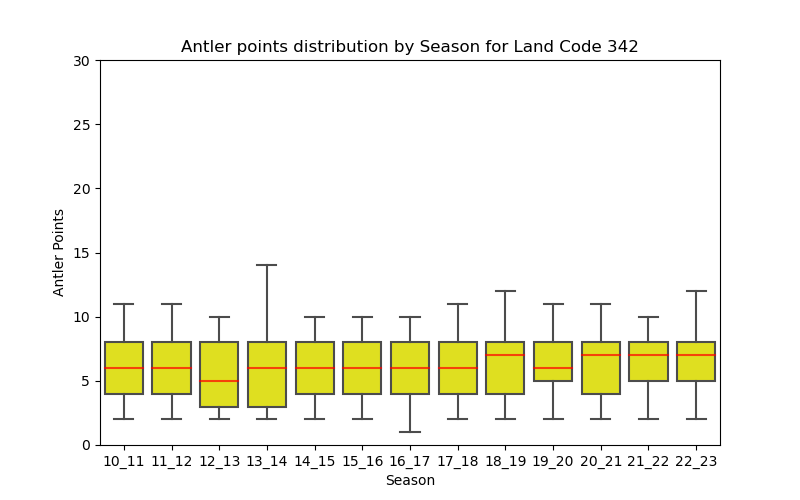 Antler points distribution by Season for Land Code 342
30
25
20
15
10
5
0
Antler Points
10_11 11_12 12_13 13_14 14_15 15_16 16_17 17_18 18_19 19_20 20_21 21_22 22_23
Season